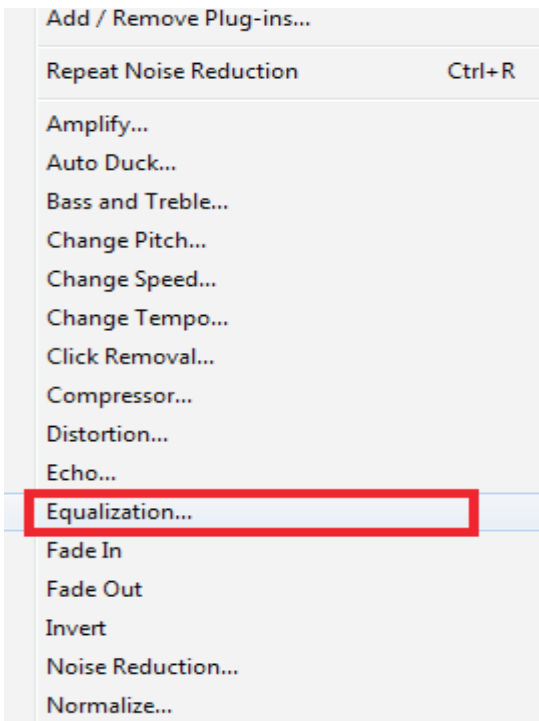 Add / Remove Plug-ins...
Repeat Noise Reduction Ctrl+R
Amplify...
Auto Duck...
Bass and Treble...
Change Pitch...
Change Speed...
Change Tempo...
Click Removal...
Compressor...
Distortion...
Echo...
Equalization...
Fade In
Fade Out
Invert
Noise Reduction...
Normalize...